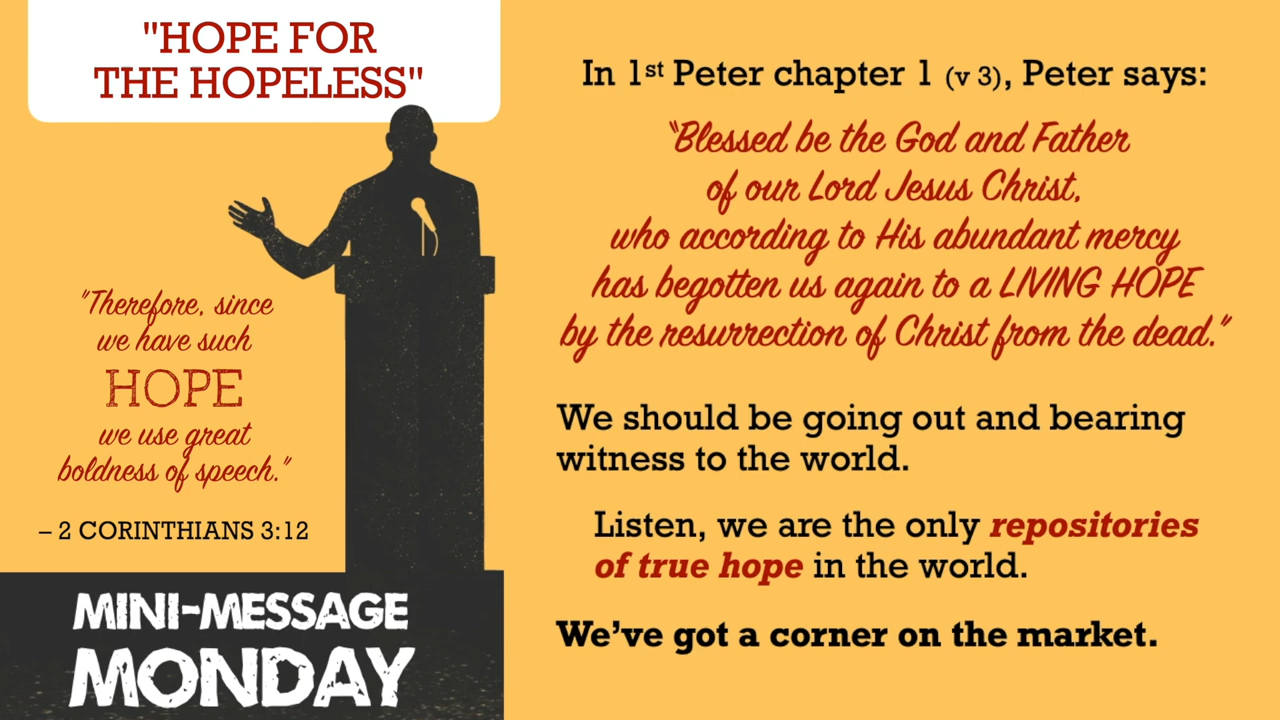 "HOPE FOR
THE HOPELESS"
"Therefore, since
we have such
HOPE
we use great
boldness of speech."
– 2 CORINTHIANS 3:12
MINI-MESSAGE
MONDAY
In 1st Peter chapter 1 (v 3), Peter says:
"Blessed be the God and Father
of our Lord Jesus Christ,
who according to His abundant mercy
has begotten us again to a LIVING HOPE
by the resurrection of Christ from the dead."
We should be going out and bearing
witness to the world.
Listen, we are the only repositories
of true hope in the world.
We've got a corner on the market.